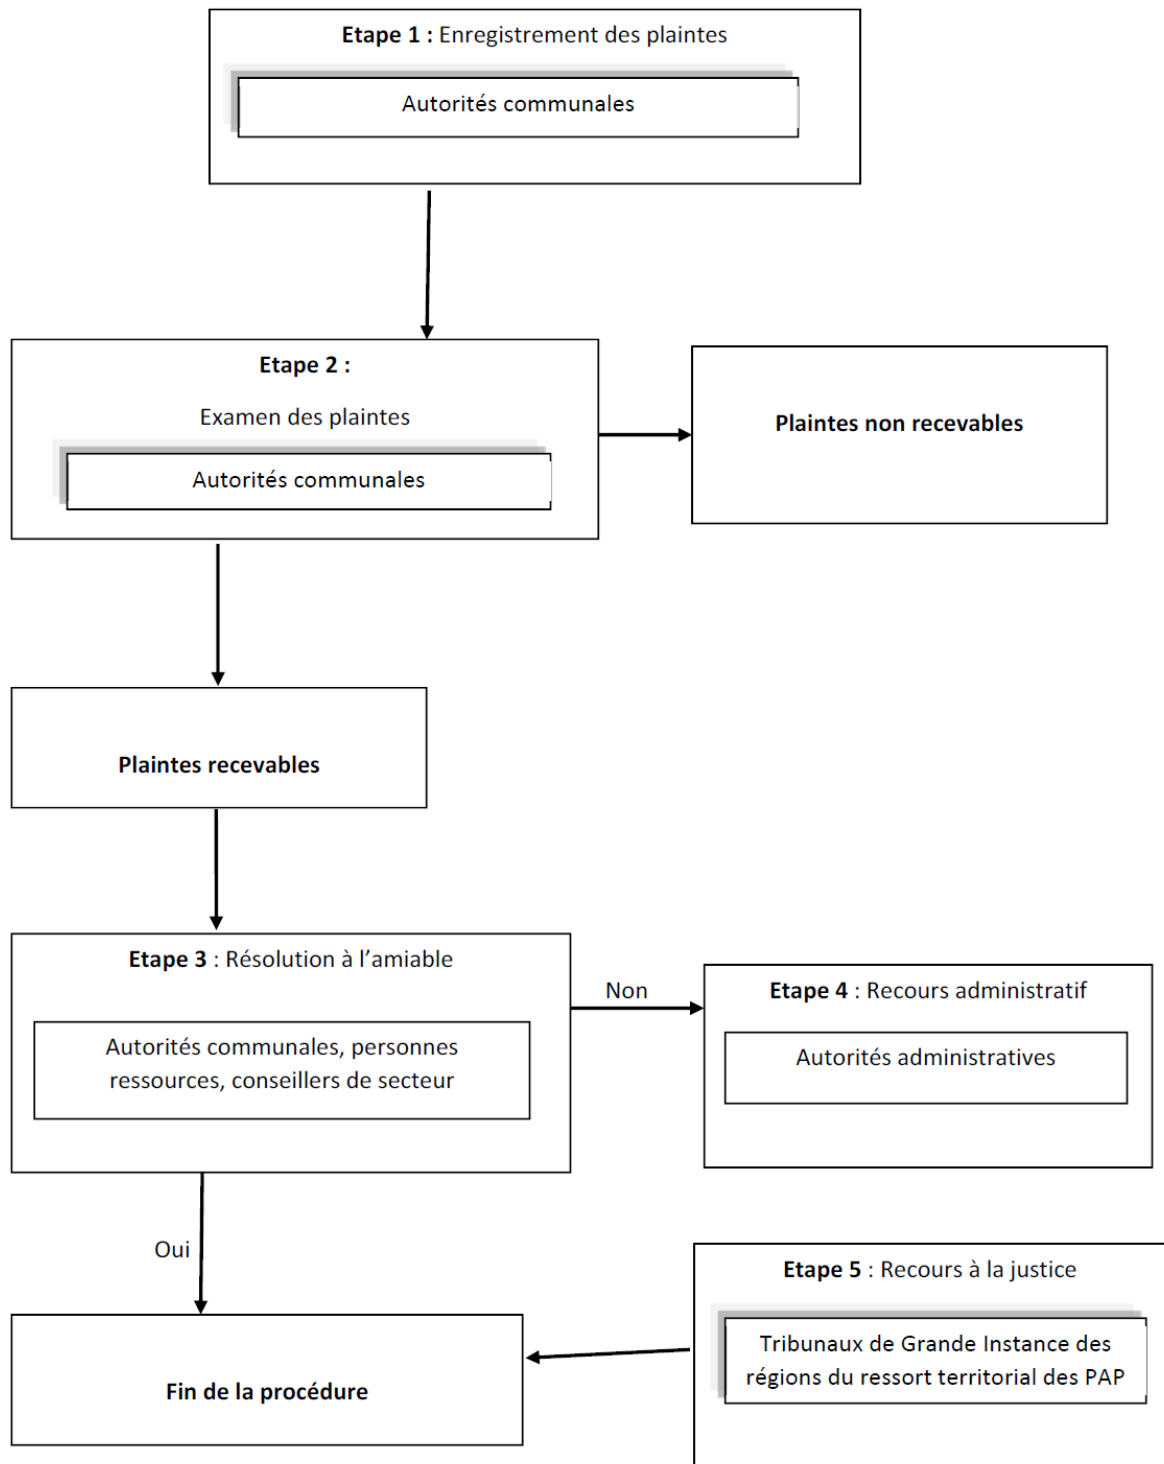 Etape 1 : Enregistrement des plaintes
Autorités communales
Etape 2 :
Examen des plaintes
Autorités communales
Plaintes non recevables
Plaintes recevables
Etape 3 : Résolution à l’amiable
Autorités communales, personnes
ressources, conseillers de secteur
Non
Etape 4 : Recours administratif
Autorités administratives
Oui
Etape 5 : Recours à la justice
Tribunaux de Grande Instance des
régions du ressort territorial des PAP
Fin de la procédure